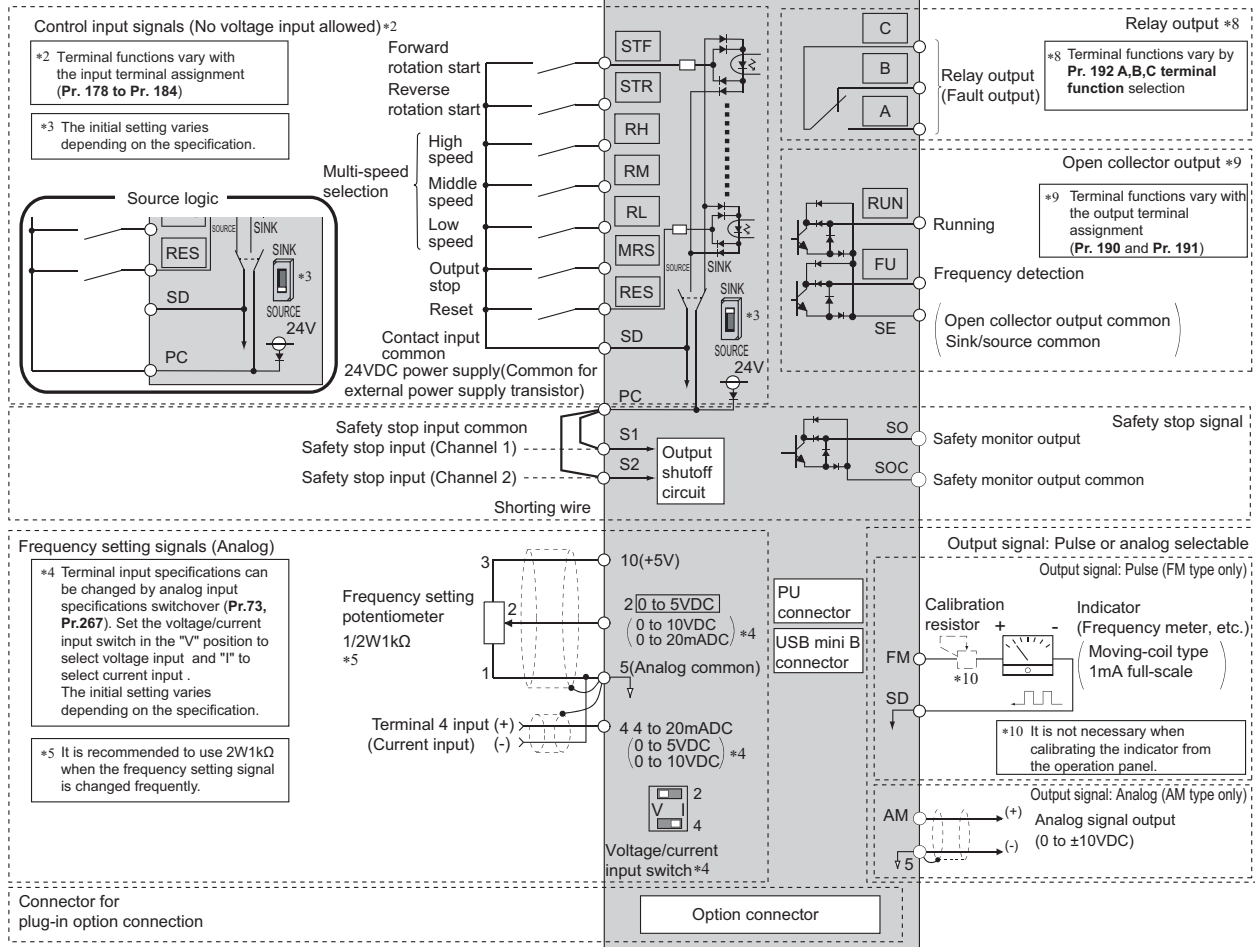 Control input signals (No voltage input allowed)*2
*2 Terminal functions vary with
the input terminal assignment
(Pr. 178 to Pr. 184)
*3 The initial setting varies
depending on the specification.
Source logic
SOURCE
SINK
RES
SINK
*3
SD
SOURCE
24V
PC
Forward
rotation start
Reverse
rotation start
Multi-speed
selection
High
speed
Middle
speed
Low
speed
Output
stop
Reset
Contact input
common
24VDC power supply(Common for
external power supply transistor)
STF
STR
RH
RM
RL
MRS
RES
SD
SOURCE
SINK
SINK
*3
SOURCE
24V
PC
C
B
A
Relay output
(Fault output)
Relay output *8
*8 Terminal functions vary by
Pr. 192 A,B,C terminal
function selection
Open collector output *9
*9 Terminal functions vary with
the output terminal
assignment
(Pr. 190 and Pr. 191)
RUN
Running
FU
Frequency detection
SE
Open collector output common
Sink/source common
Safety stop input common
Safety stop input (Channel 1)
Safety stop input (Channel 2)
Shorting wire
S1
S2
Output
shutoff
circuit
Safety stop signal
SO
Safety monitor output
SOC
Safety monitor output common
Frequency setting signals (Analog)
*4 Terminal input specifications can
be changed by analog input
specifications switchover (Pr.73,
Pr.267). Set the voltage/current
input switch in the "V" position to
select voltage input and "I" to
select current input .
The initial setting varies
depending on the specification.
*5 It is recommended to use 2W1kΩ
when the frequency setting signal
is changed frequently.
Frequency setting
potentiometer
1/2W1kΩ
*5
3
2
1
10(+5V)
2 0 to 5VDC
(0 to 10VDC
0 to 20mADC) *4
5(Analog common)
Terminal 4 input (+)
(Current input) (-)
4 4 to 20mADC
(0 to 5VDC
0 to 10VDC) *4
2
V I
4
Voltage/current
input switch*4
PU
connector
USB mini B
connector
Output signal: Pulse or analog selectable
Output signal: Pulse (FM type only)
Calibration
resistor
+ -
Indicator
(Frequency meter, etc.)
(Moving-coil type
1mA full-scale)
FM
*10
SD
*10 It is not necessary when
calibrating the indicator from
the operation panel.
Output signal: Analog (AM type only)
AM
(+)
Analog signal output
(0 to ±10VDC)
(-)
5
Connector for
plug-in option connection
Option connector